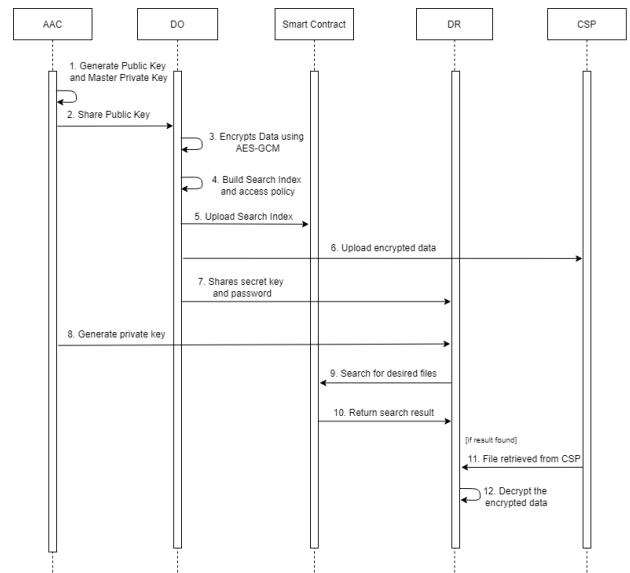 AAC
DO
Smart Contract
DR
CSP
1. Generate Public Key
and Master Private Key
2. Share Public Key
3. Encrypts Data using
AES-GCM
4. Build Search Index
and access policy
5. Upload Search Index
6. Upload encrypted data
7. Shares secret key
and password
8. Generate private key
9. Search for desired files
10. Return search result
[if result found]
11. File retrieved from CSP
12. Decrypt the
encrypted data